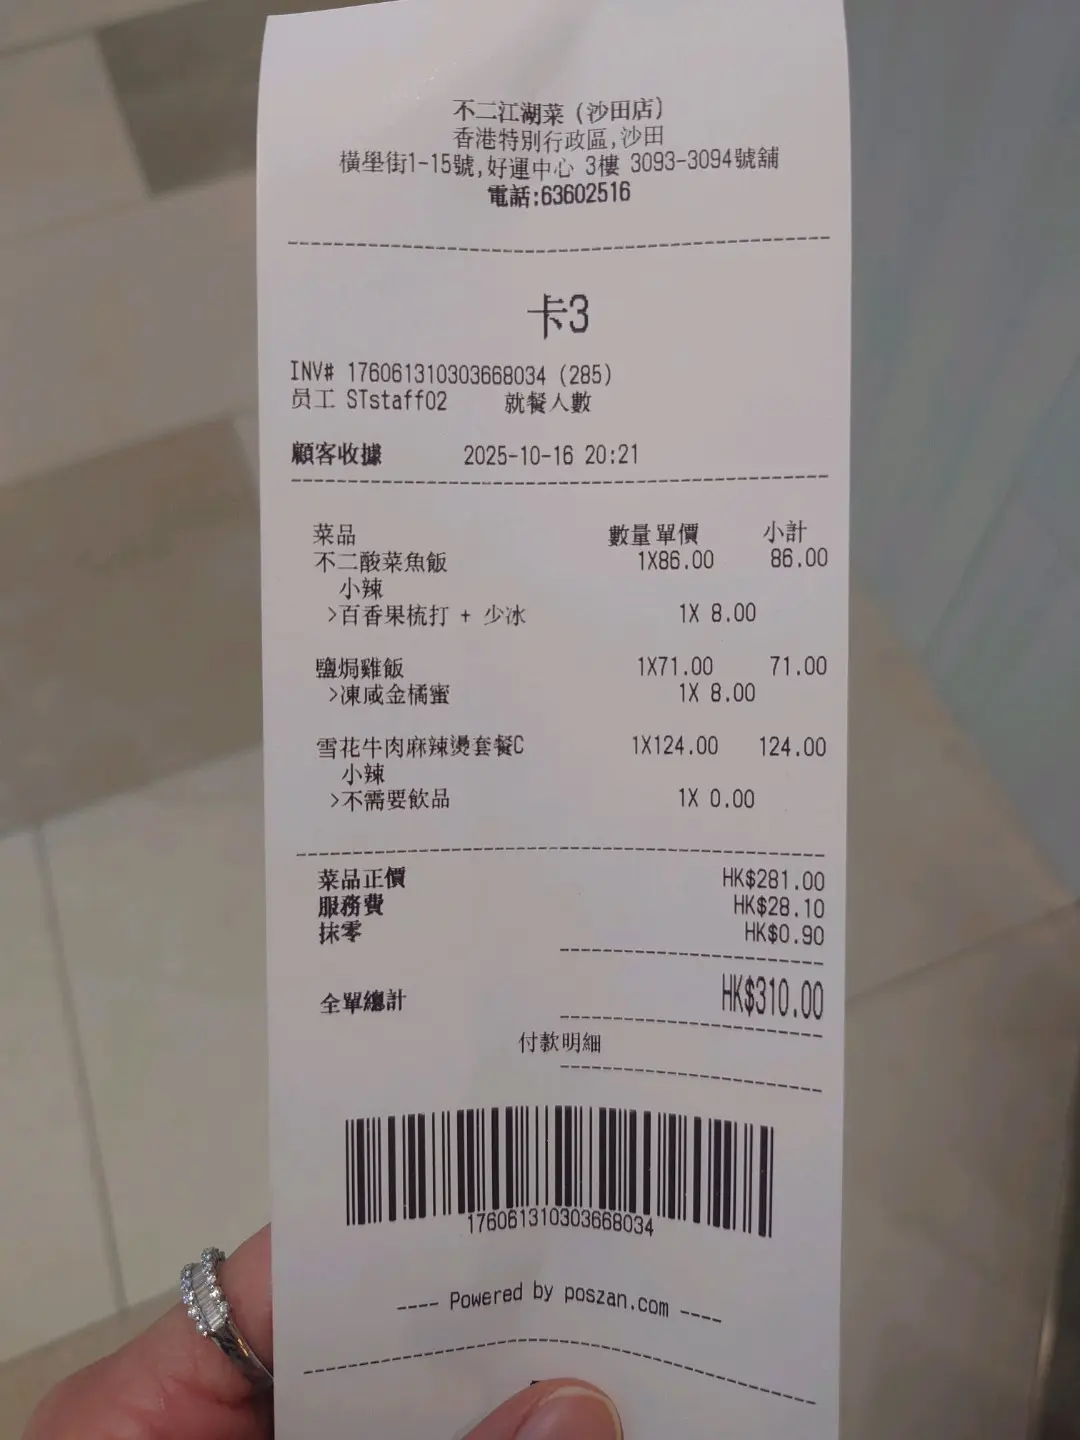 不二江湖菜 (沙田店)
香港特別行政區,沙田
橫學街1-15號,好運中心 3樓 3093-3094號舖
電話:63602516
卡3
INV# 176061310303668034 (285)
员工 STstaff02 就餐人數
顧客收據 2025-10-16 20:21
菜品 數量單價 小計
不二酸菜魚飯 1X86.00 86.00
小辣
>百香果梳打 + 少冰 1X 8.00
鹽焗雞飯 1X71.00 71.00
>凍咸金橘蜜 1X 8.00
雪花牛肉麻辣燙套餐C 1X124.00 124.00
小辣
>不需要飲品 1X 0.00
菜品正價 HK$281.00
服務費 HK$28.10
抹零 HK$0.90
全單總計 HK$310.00
付款明細
176061310303668034
---- Powered by poszan.com ----